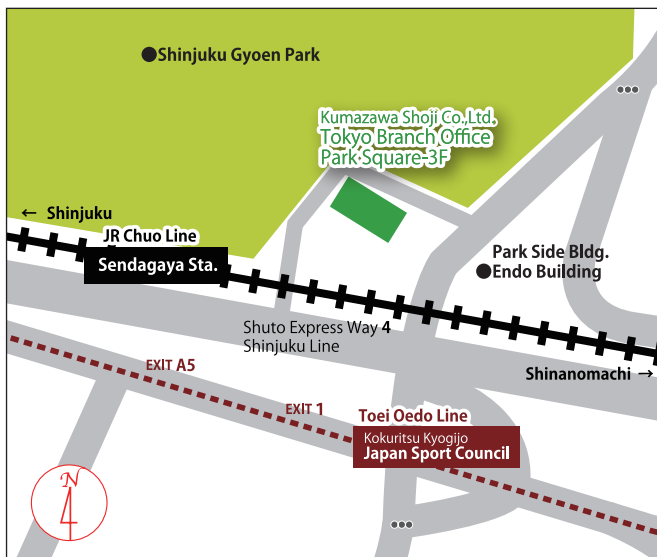 ●Shinjuku Gyoen Park
Kumazawa Shoji Co.,Ltd.
Tokyo Branch Office
Park Square-3F
← Shinjuku
JR Chuo Line
Sendagaya Sta.
Park Side Bldg.
Endo Building
Shuto Express Way 4
Shinjuku Line
Shinanomachi →
EXIT A5
EXIT 1
Toei Oedo Line
Kokuritsu Kyogijo
Japan Sport Council
N